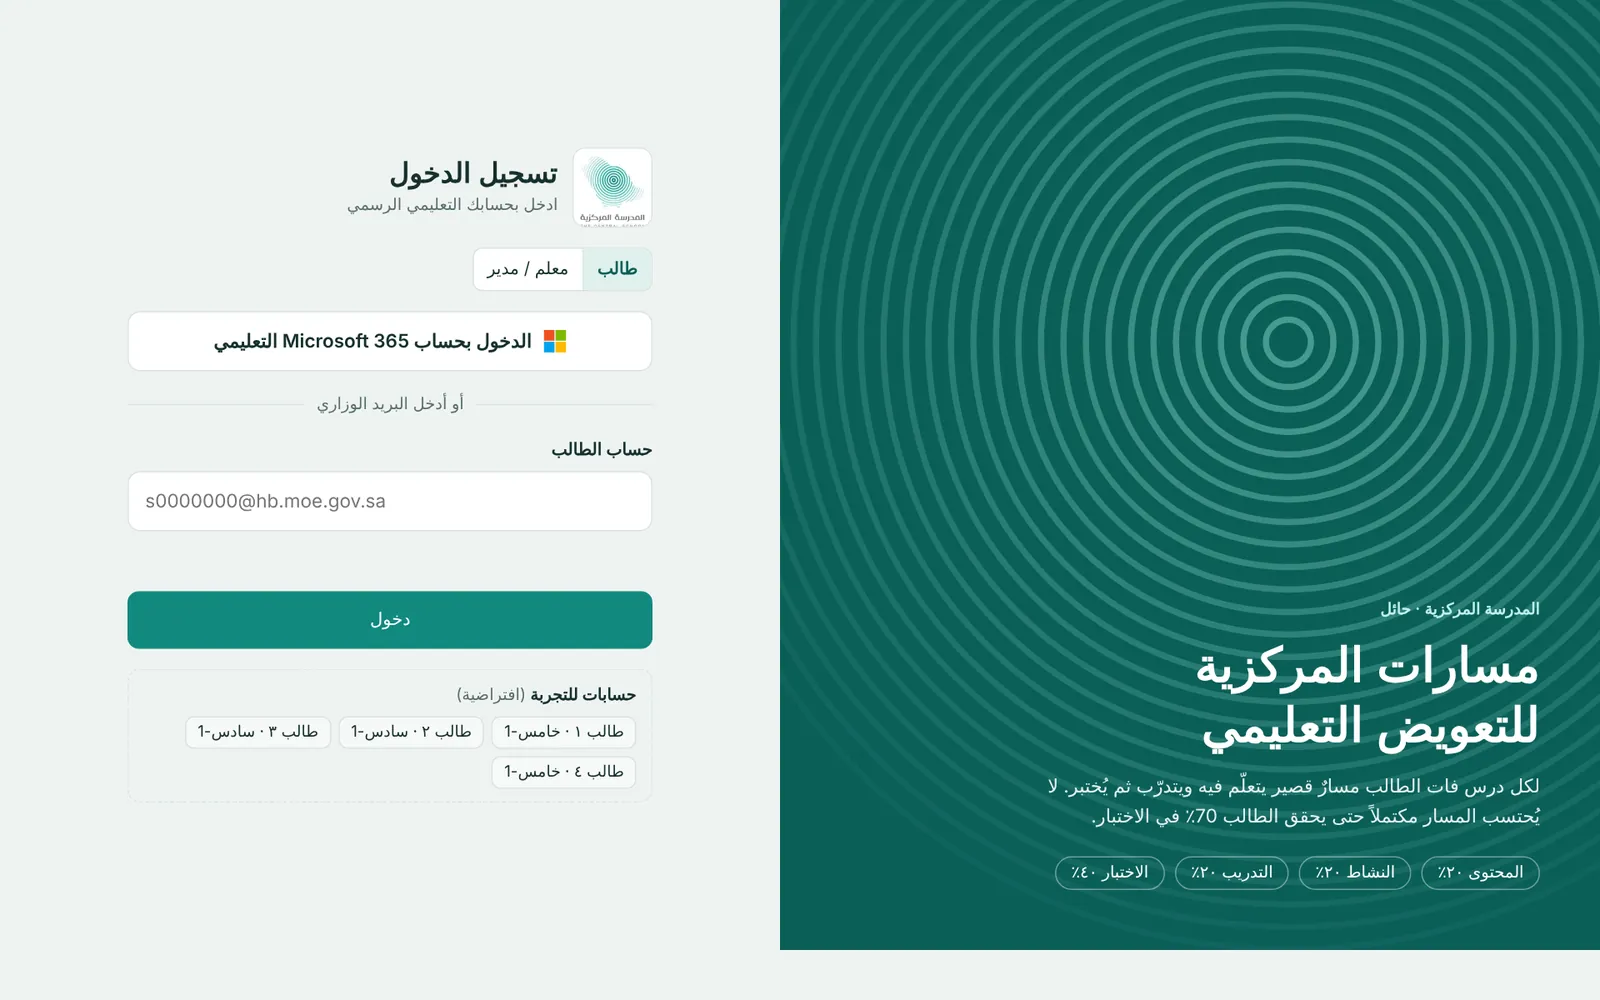 المدرسة المركزية · حائل
مسارات المركزية
للتعويض التعليمي
لكل درس فات الطالب مسارٌ قصير يتعلّم فيه ويتدرّب ثم يُختبر. لا
يُحتسب المسار مكتملاً حتى يحقق الطالب 70٪ في الاختبار.
المحتوى ٢٠٪
النشاط ٢٠٪
التدريب ٢٠٪
الاختبار ٤٠٪
المدرسة المركزية
تسجيل الدخول
ادخل بحسابك التعليمي الرسمي
طالب
معلم / مدير
الدخول بحساب Microsoft 365 التعليمي
أو أدخل البريد الوزاري
حساب الطالب
s0000000@hb.moe.gov.sa
دخول
حسابات للتجربة (افتراضية)
طالب ١ · خامس-1
طالب ٢ · سادس-1
طالب ٣ · سادس-1
طالب ٤ · خامس-1